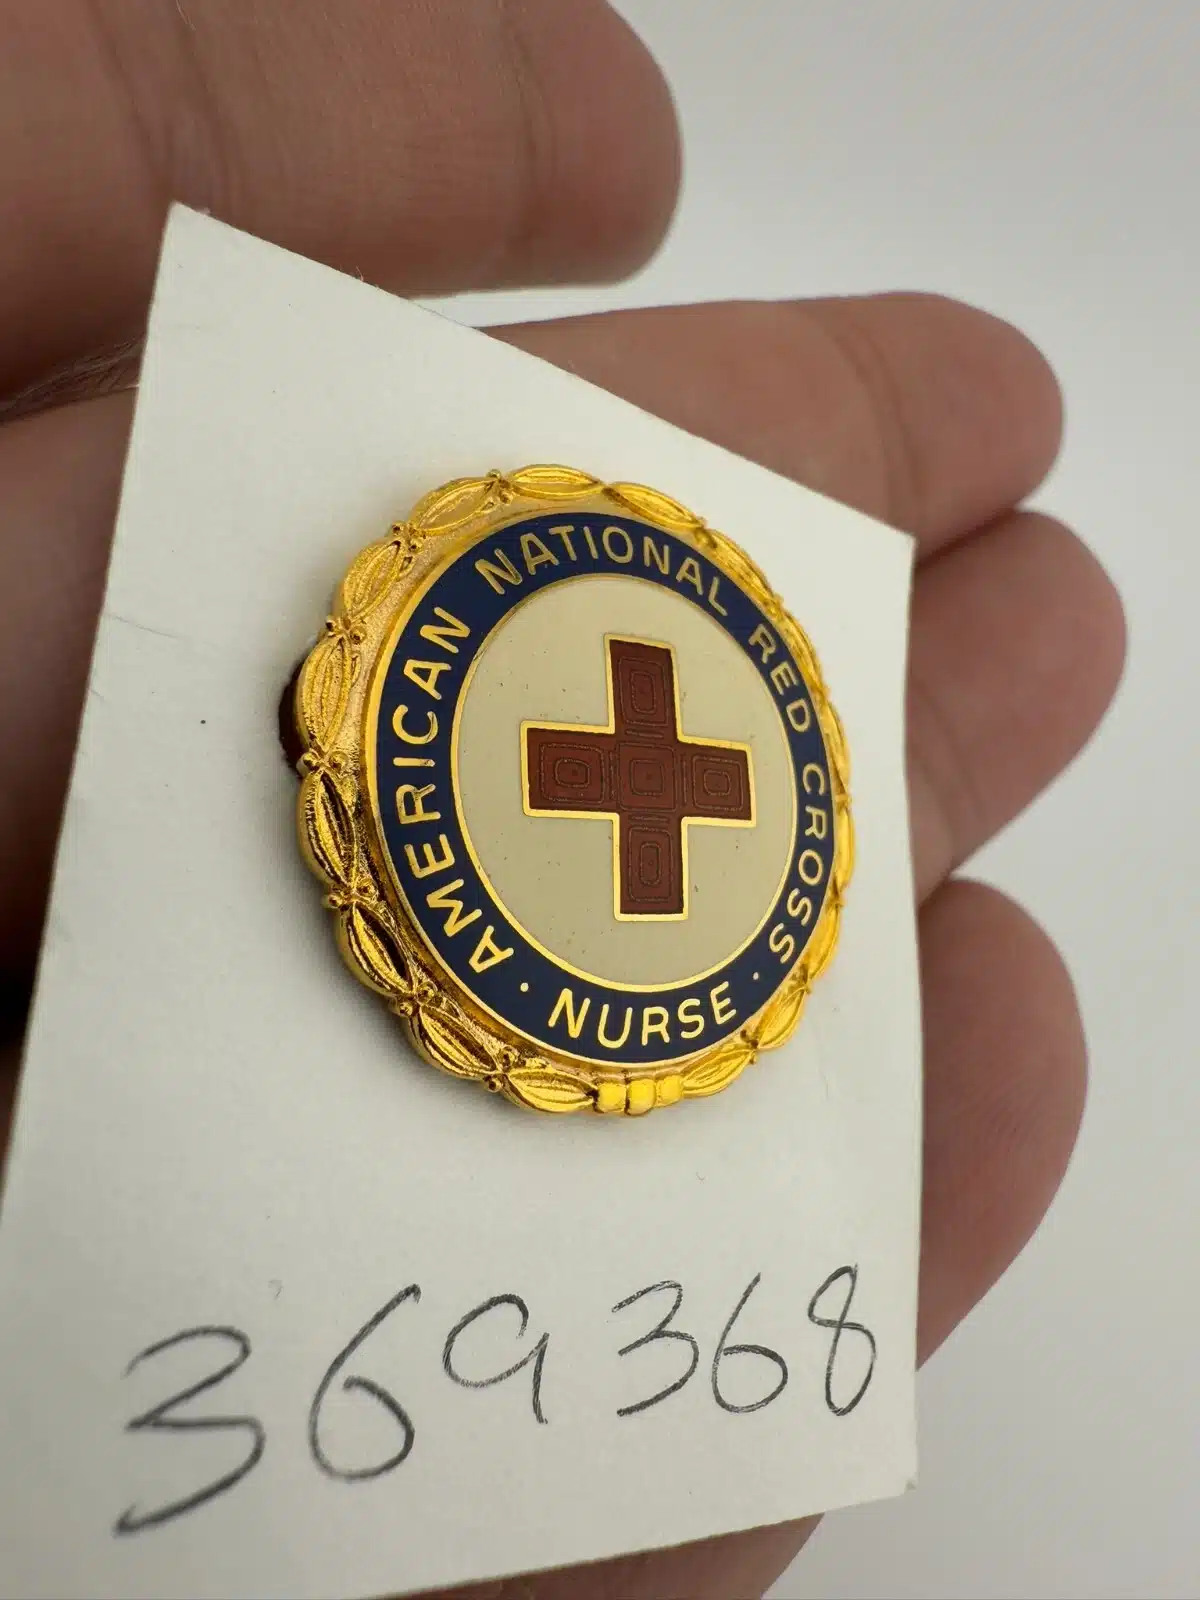 AMERICAN NATIONAL RED CROSS
· NURSE ·
369368